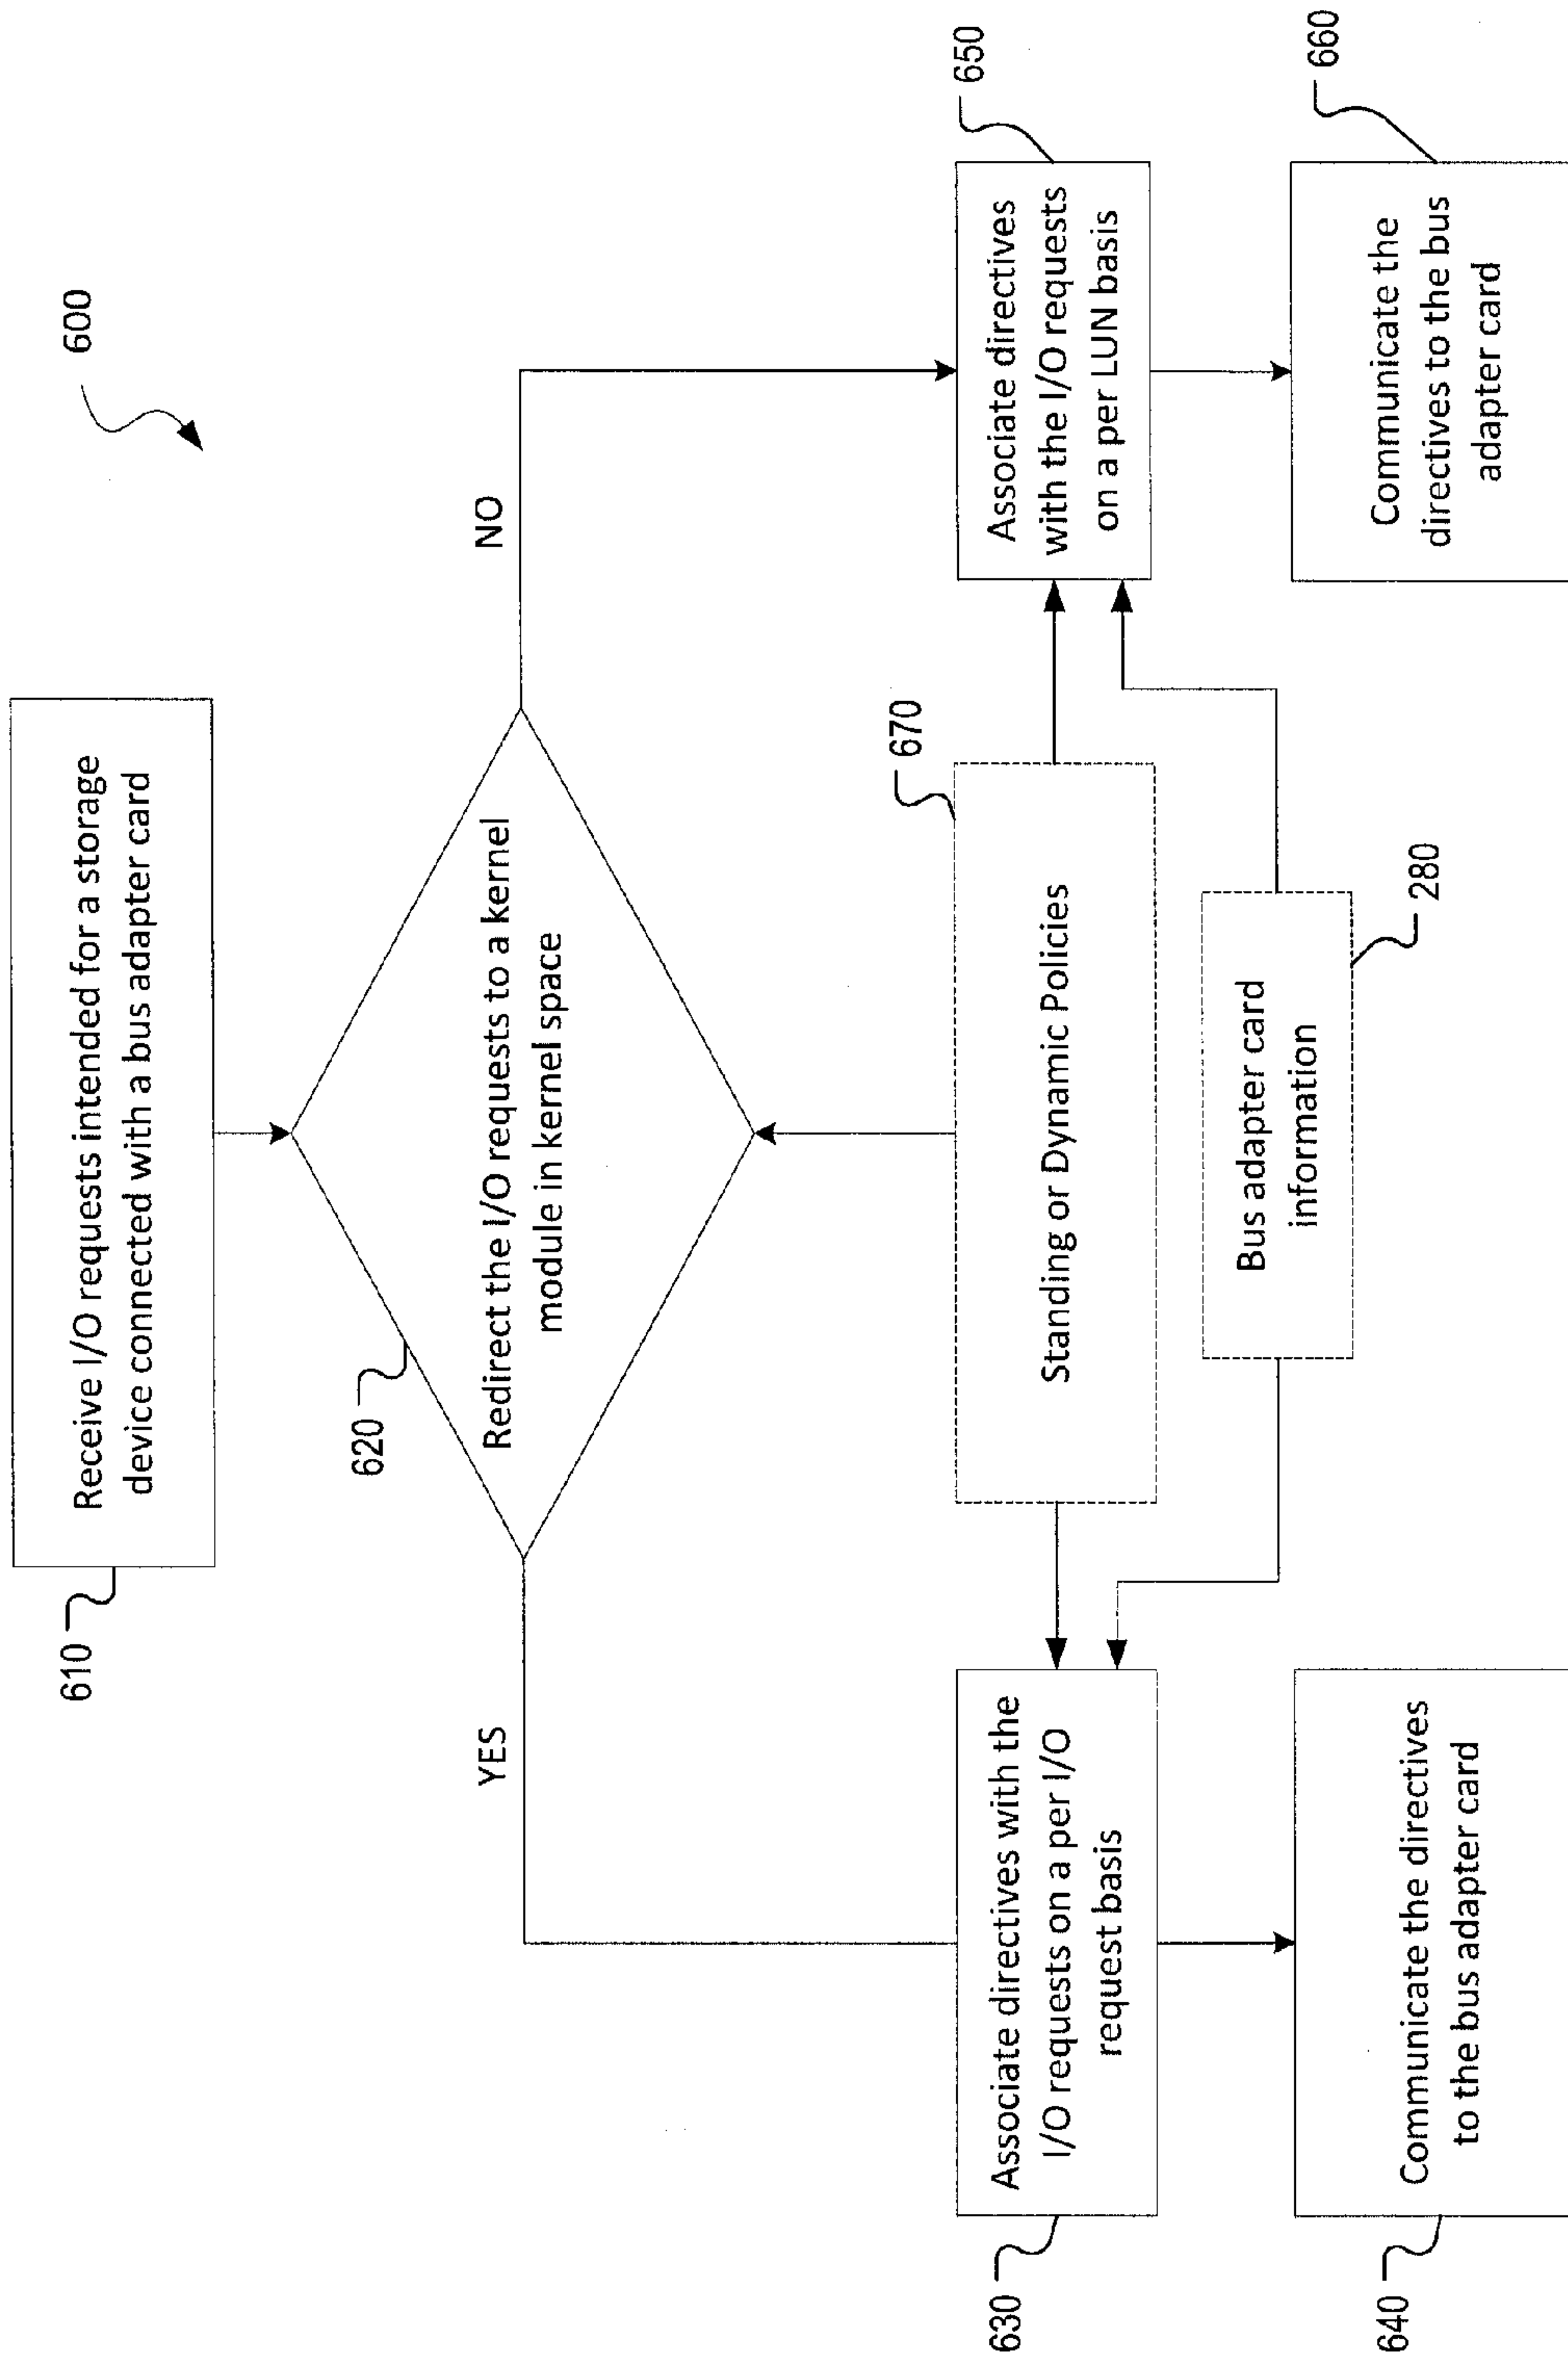 600
610
Receive I/O requests intended for a storage
device connected with a bus adapter card
620
Redirect the I/O requests to a kernel
module in kernel space
YES
NO
630
Associate directives with the
I/O requests on a per I/O
request basis
670
Standing or Dynamic Policies
650
Associate directives
with the I/O requests
on a per LUN basis
Bus adapter card
information
280
640
Communicate the directives
to the bus adapter card
660
Communicate the
directives to the bus
adapter card